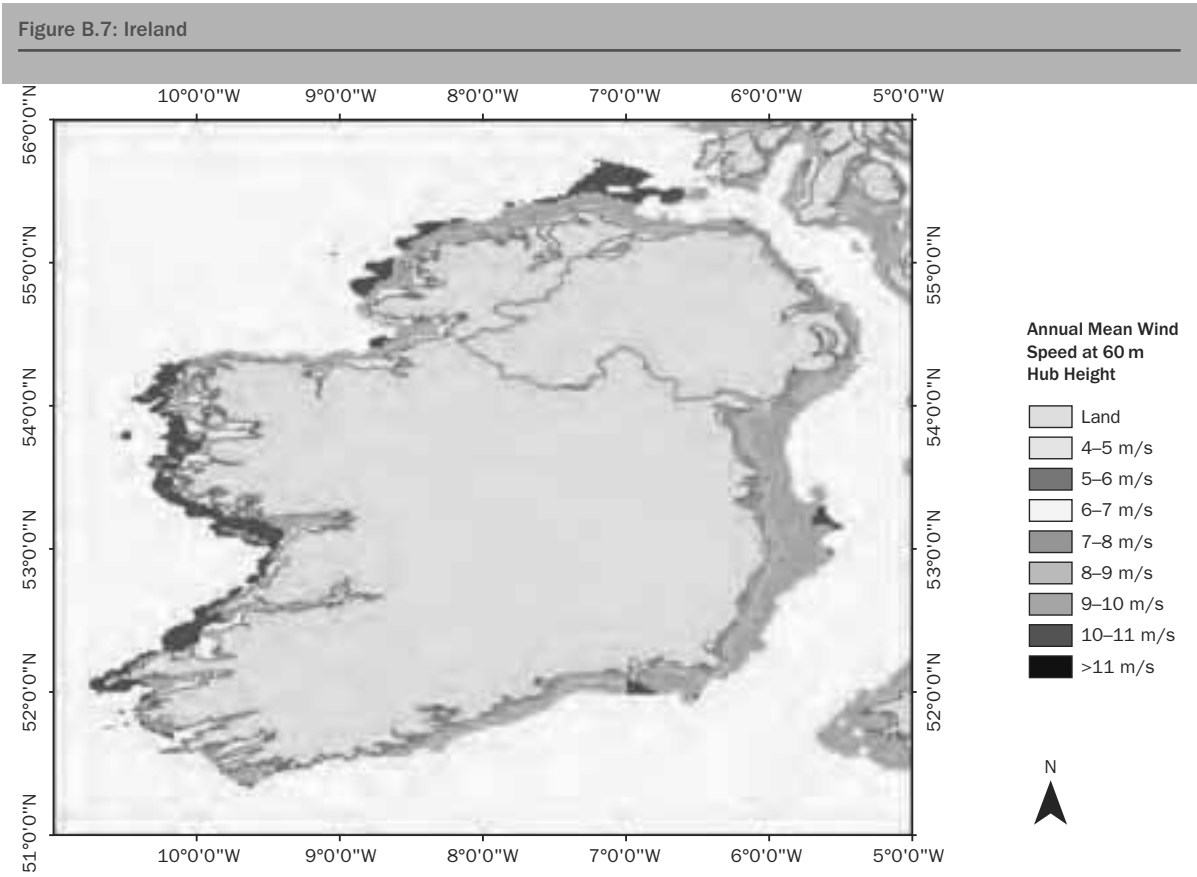 Figure B.7: Ireland
10°0'0"W 9°0'0"W 8°0'0"W 7°0'0"W 6°0'0"W 5°0'0"W
56°0'0"N
55°0'0"N 55°0'0"N
54°0'0"N 54°0'0"N
53°0'0"N 53°0'0"N
52°0'0"N 52°0'0"N
51°0'0"N
10°0'0"W 9°0'0"W 8°0'0"W 7°0'0"W 6°0'0"W 5°0'0"W
Annual Mean Wind
Speed at 60 m
Hub Height
Land
4–5 m/s
5–6 m/s
6–7 m/s
7–8 m/s
8–9 m/s
9–10 m/s
10–11 m/s
>11 m/s
N